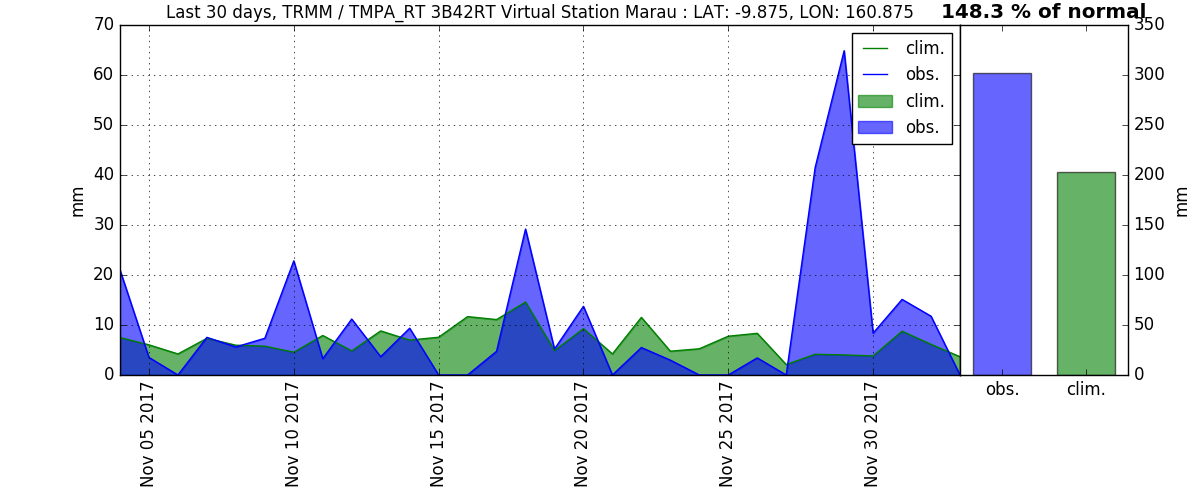 Last 30 days, TRMM / TMPA_RT 3B42RT Virtual Station Marau : LAT: -9.875, LON: 160.875
148.3 % of normal
70
60
50
40
30
20
10
0
mm
clim.
obs.
clim.
obs.
350
300
250
200
150
100
50
0
mm
Nov 05 2017
Nov 10 2017
Nov 15 2017
Nov 20 2017
Nov 25 2017
Nov 30 2017
obs.
clim.